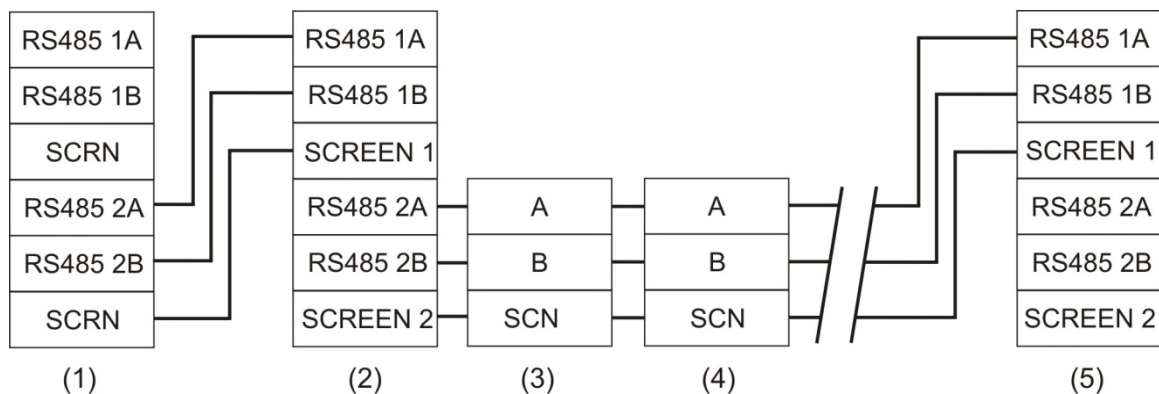 RS485 1A
RS485 1B
SCRN
RS485 2A
RS485 2B
SCRN
(1)
RS485 1A
RS485 1B
SCREEN 1
RS485 2A
RS485 2B
SCREEN 2
(2)
A
B
SCN
(3)
A
B
SCN
(4)
RS485 1A
RS485 1B
SCREEN 1
RS485 2A
RS485 2B
SCREEN 2
(5)